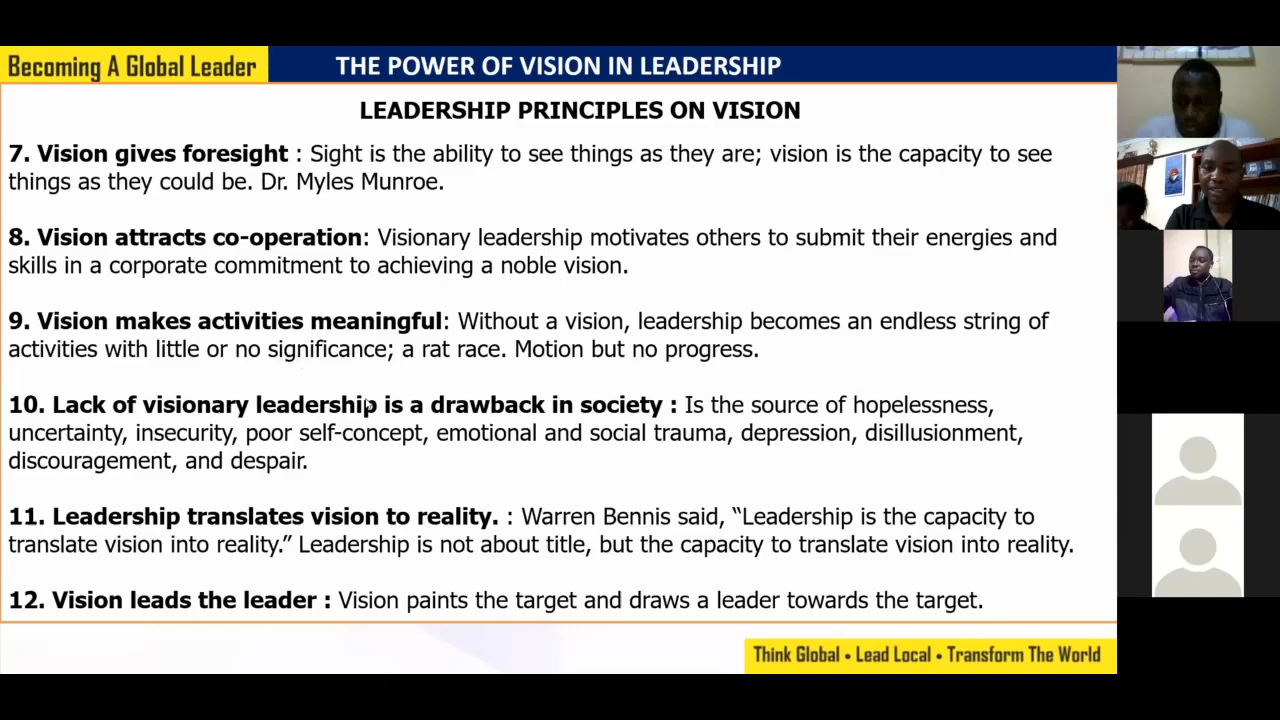 Becoming A Global Leader
THE POWER OF VISION IN LEADERSHIP
LEADERSHIP PRINCIPLES ON VISION
7. Vision gives foresight : Sight is the ability to see things as they are; vision is the capacity to see
things as they could be. Dr. Myles Munroe.
8. Vision attracts co-operation: Visionary leadership motivates others to submit their energies and
skills in a corporate commitment to achieving a noble vision.
9. Vision makes activities meaningful: Without a vision, leadership becomes an endless string of
activities with little or no significance; a rat race. Motion but no progress.
10. Lack of visionary leadership is a drawback in society : Is the source of hopelessness,
uncertainty, insecurity, poor self-concept, emotional and social trauma, depression, disillusionment,
discouragement, and despair.
11. Leadership translates vision to reality. : Warren Bennis said, “Leadership is the capacity to
translate vision into reality.” Leadership is not about title, but the capacity to translate vision into reality.
12. Vision leads the leader : Vision paints the target and draws a leader towards the target.
Think Global • Lead Local • Transform The World